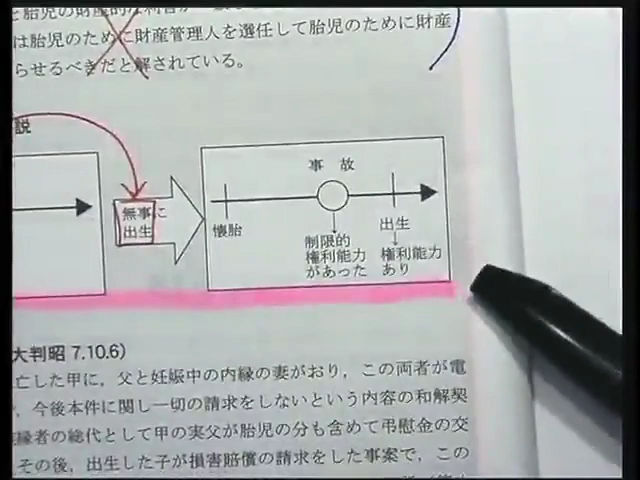 は胎児のために財産管理人を選任して胎児のために財産
らせるべきだと解されている。
説
無事に
出生
事 故
懐胎
出生
制限的
権利能力
があった
権利能力
あり
大判昭 7.10.6)
亡した甲に，父と妊娠中の内縁の妻がおり，この両者が電
，今後本件に関し一切の請求をしないという内容の和解契
縁者の総代として甲の実父が胎児の分も含めて弔慰金の交
その後，出生した子が損害賠償の請求をした事案で，この